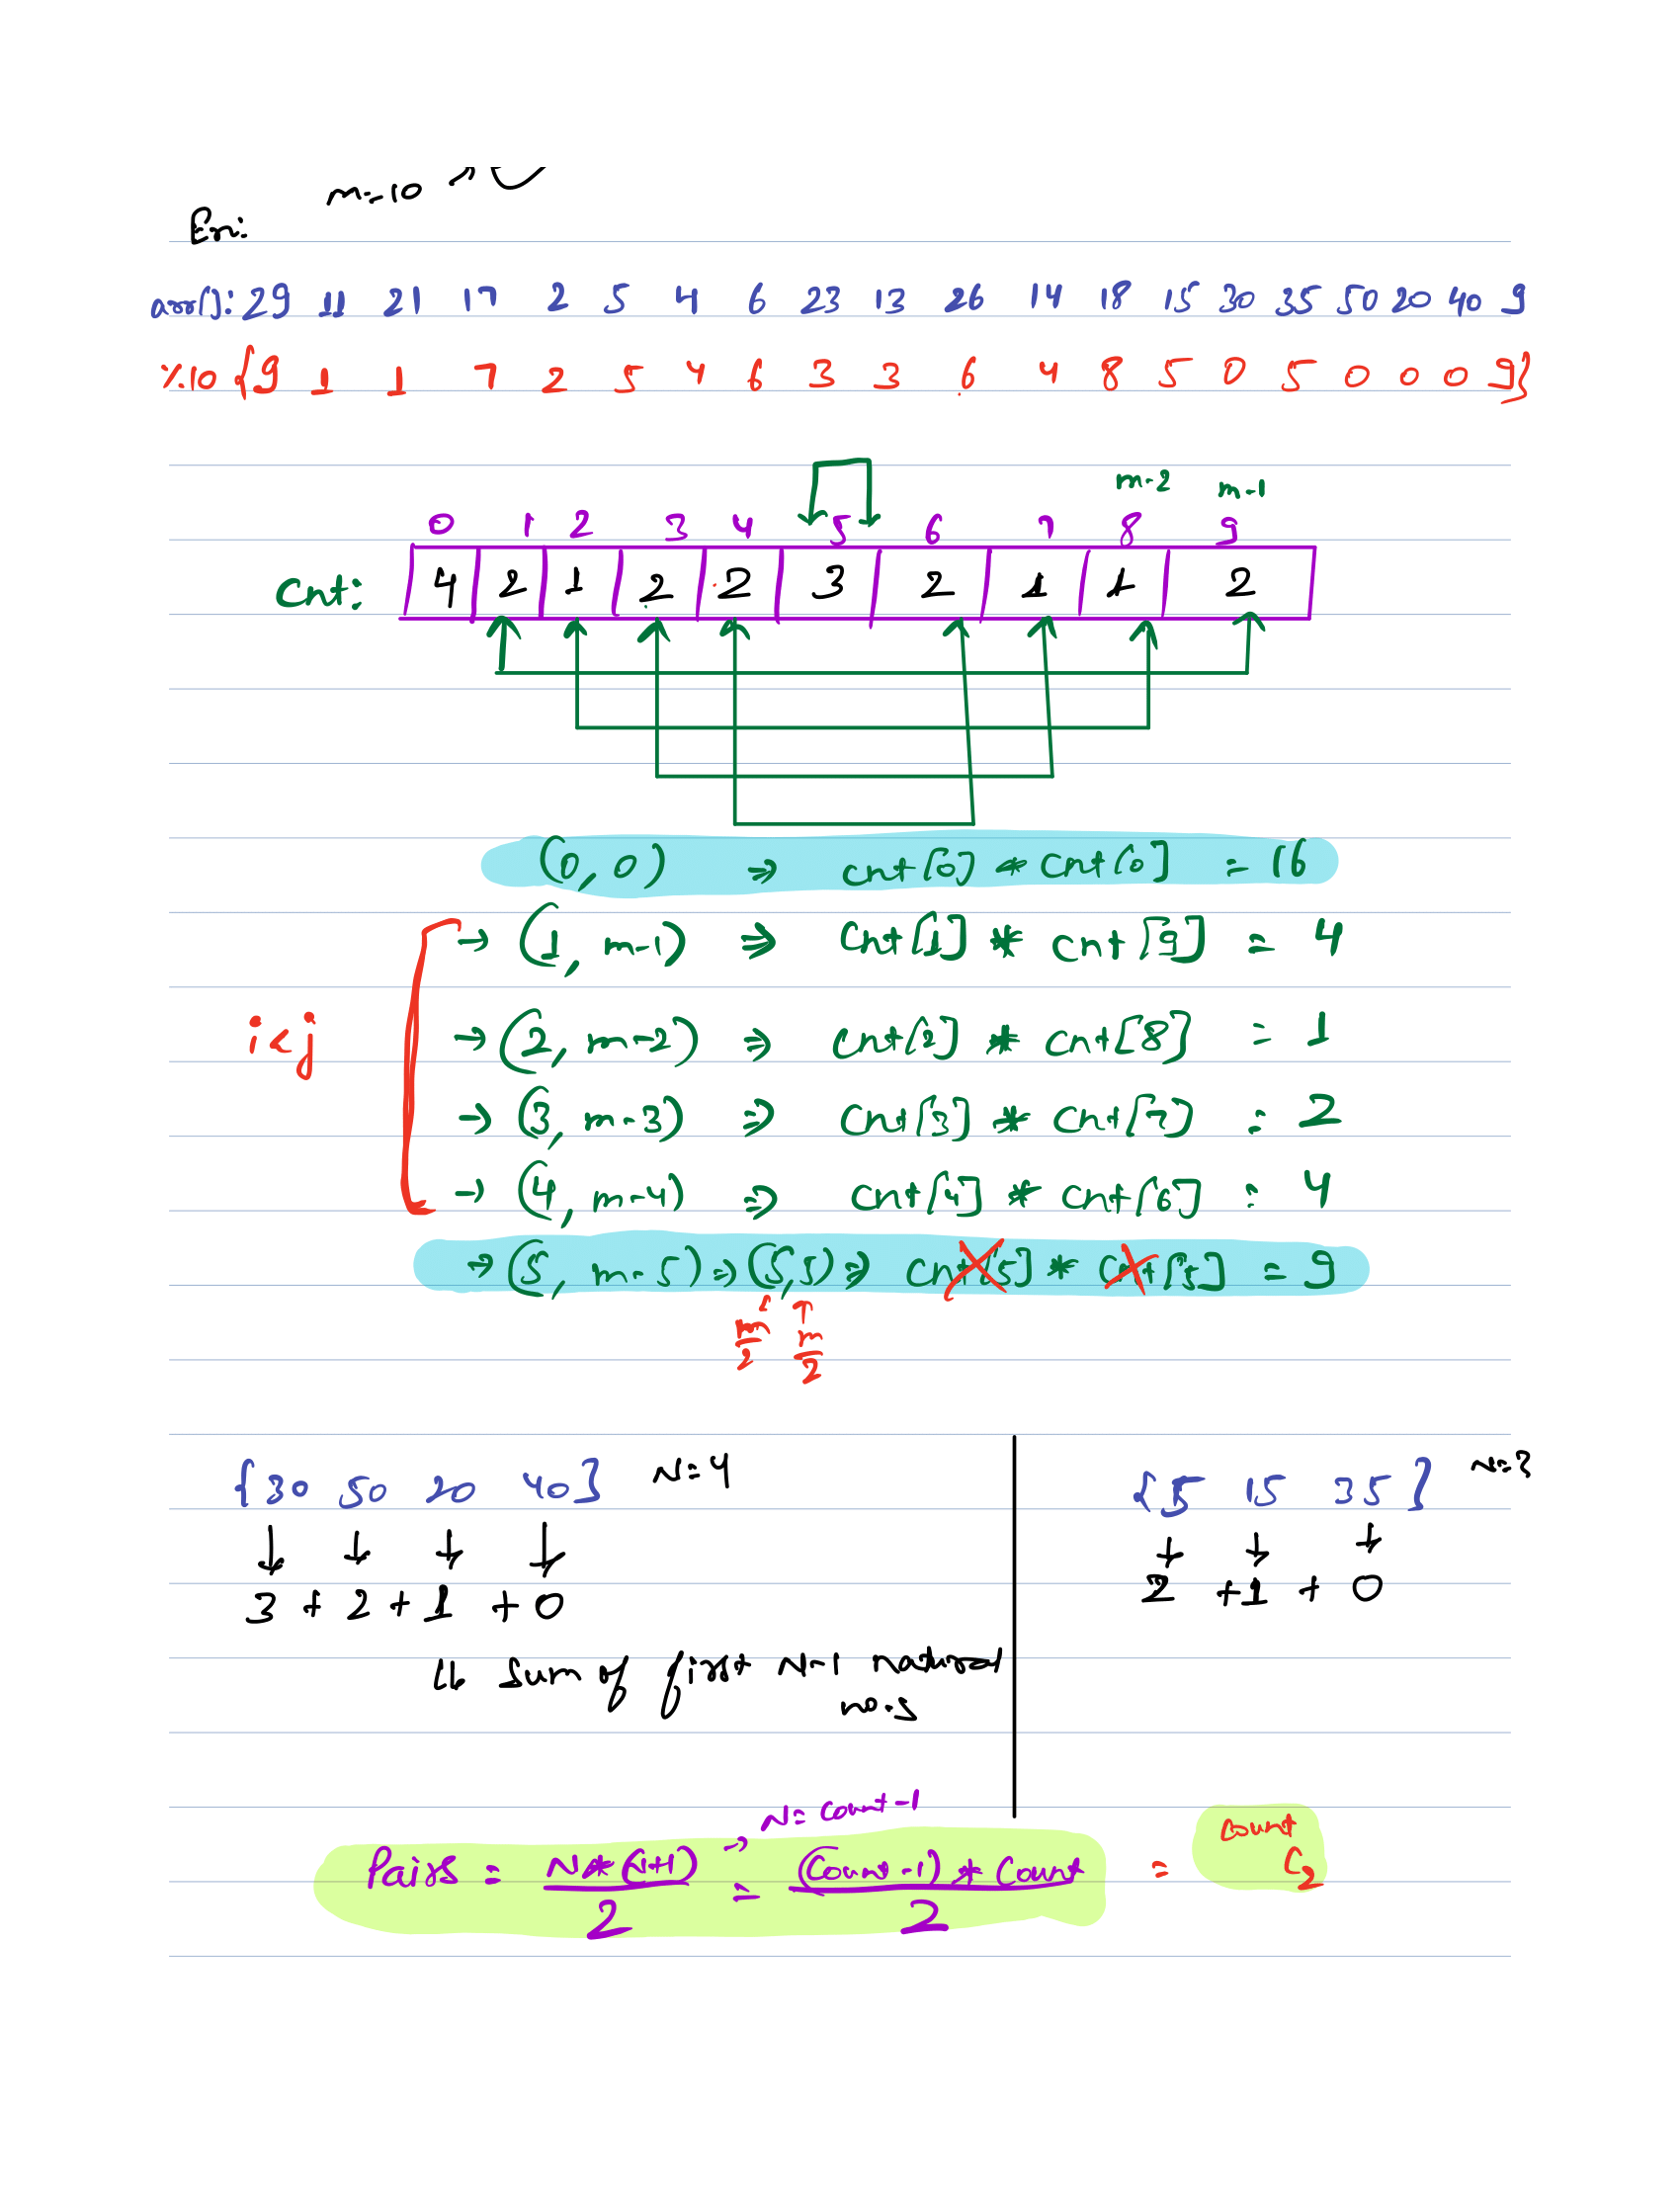 m=10
Ex:
arr[]: 29 11 21 17 2 5 4 6 23 13 26 14 18 15 30 35 50 20 40 9
%10 {9 1 1 7 2 5 4 6 3 3 6 4 8 5 0 5 0 0 0 9}
m-2 m-1
0 1 2 3 4 5 6 7 8 9
Cnt: 4 2 1 2 2 3 2 1 1 2
(0, 0) => cnt[0] * cnt[0] = 16
→ (1, m-1) => cnt[1] * cnt[9] = 4
i<j
→ (2, m-2) => cnt[2] * cnt[8] = 1
→ (3, m-3) => cnt[3] * cnt[7] = 2
→ (4, m-4) => cnt[4] * cnt[6] = 4
→ (5, m-5) => (5,5) => cnt[5] * cnt[5] = 9
m/2 m/2
{30 50 20 40} N=4
3 + 2 + 1 + 0
Sum of first N-1 natural
no.s
{5 15 35} N=3
2 + 1 + 0
N= count-1
Pairs = N*(N+1)/2 => = (count-1) * count/2 = count C2